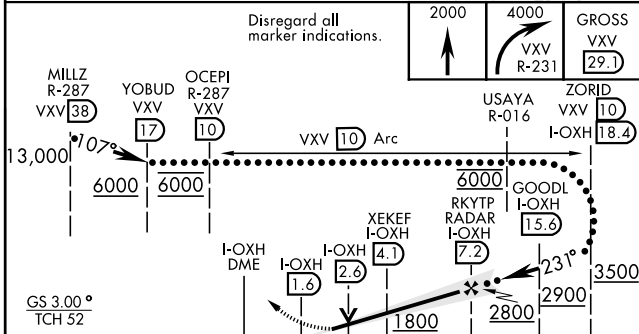 Disregard all
marker indications.
2000
4000
VXV
R-231
GROSS
VXV
29.1
MILLZ
R-287
VXV 38
YOBUD
VXV
17
OCEPI
R-287
VXV
10
USAYA
R-016
ZORID
VXV 10
I-OXH 18.4
107°
13,000
VXV 10 Arc
6000
6000
6000
GOODL
I-OXH
15.6
RKYTP
RADAR
I-OXH
7.2
XEKEF
I-OXH
4.1
I-OXH
2.6
I-OXH
1.6
I-OXH
DME
231°
3500
2900
2800
1800
GS 3.00°
TCH 52